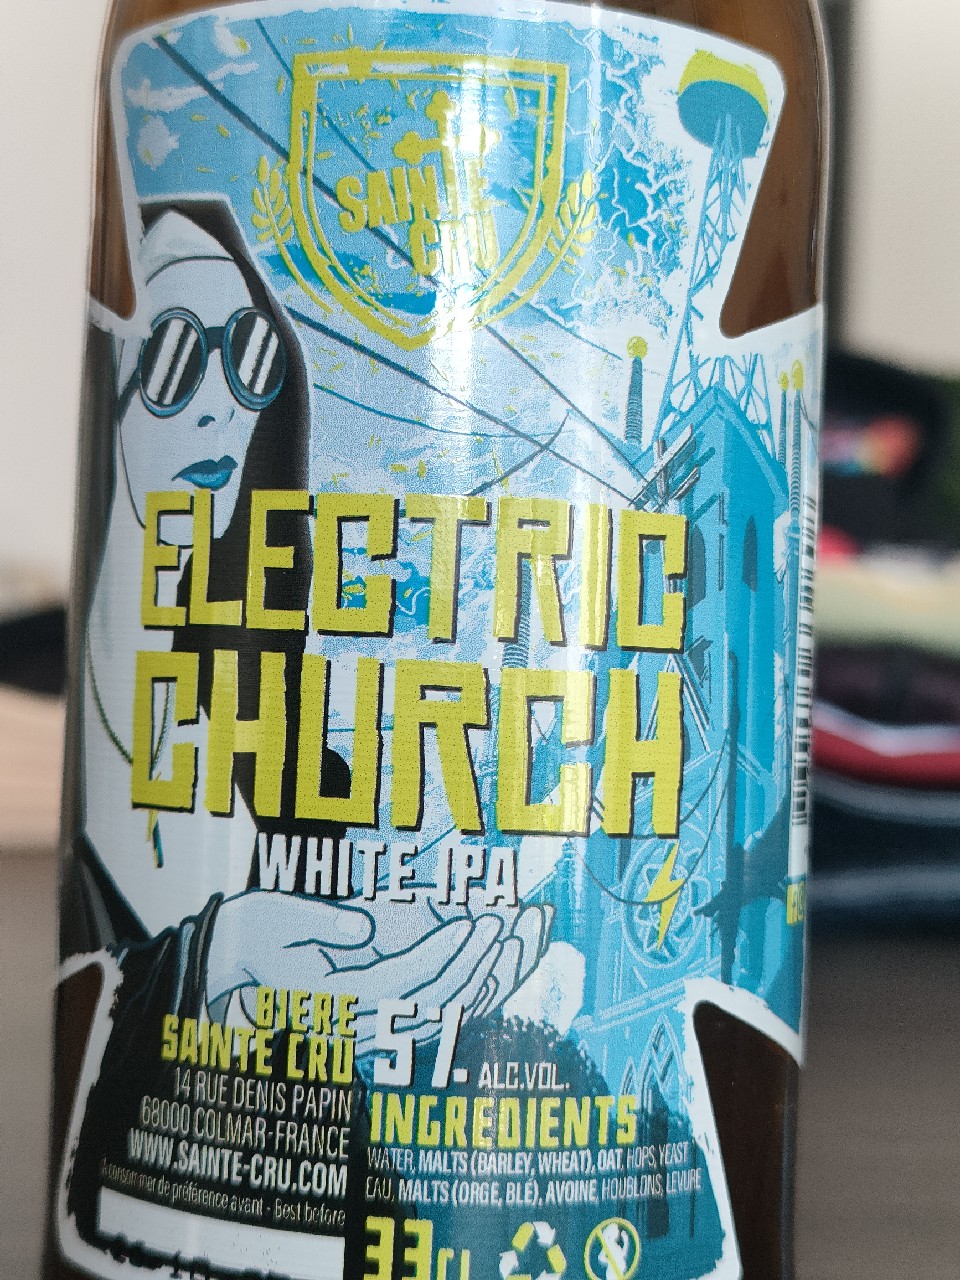 SAINTE
CRU
ELECTRIC
CHURCH
WHITE IPA
BIERE
SAINTE CRU
14 RUE DENIS PAPIN
68000 COLMAR-FRANCE
WWW.SAINTE-CRU.COM
A consommer de préférence avant - Best before
5%
ALC.VOL.
INGREDIENTS
WATER, MALTS (BARLEY, WHEAT), OAT, HOPS, YEAST
EAU, MALTS (ORGE, BLÉ), AVOINE, HOUBLONS, LEVURE
33cl